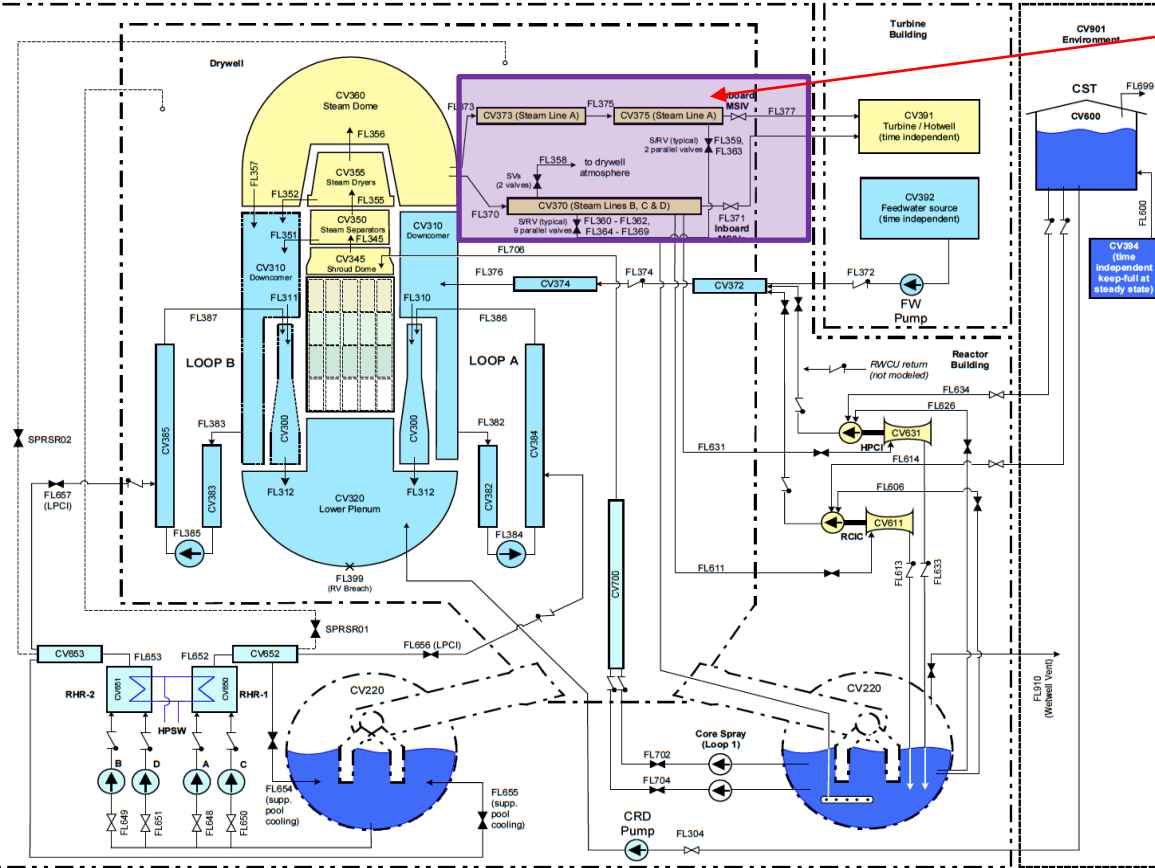 Turbine
Building
CV901
Environment
Drywell
CST
FL699
CV360
Steam Dome
FL373
FL375
Inboard
MSIV
FL377
CV373 (Steam Line A)
CV375 (Steam Line A)
CV391
Turbine / Hotwell
(time independent)
CV600
FL356
S/RV (typical)
2 parallel valves
FL359,
FL363
FL358
to drywell
atmosphere
SVs
(2 valves)
FL357
CV355
Steam Dryers
FL352
FL355
CV370 (Steam Lines B, C & D)
FL370
FL371
Inboard
S/RV (typical)
9 parallel valves
FL360 - FL362,
FL364 - FL369
CV392
Feedwater source
(time independent)
FL600
CV350
Steam Separators
FL351
FL345
CV310
Downcomer
CV345
Shroud Dome
CV310
Downcomer
FL706
CV394
(time
independent
keep-full at
steady state)
FL376
CV374
FL374
CV372
FL372
FW
Pump
FL311
FL310
FL387
FL386
LOOP B
LOOP A
Reactor
Building
RWCU return
(not modeled)
FL634
FL626
CV385
FL383
CV300
CV300
FL382
CV384
SPRSR02
CV631
HPCI
FL631
FL614
FL657
(LPCI)
CV383
FL312
CV320
Lower Plenum
FL312
CV382
FL606
CV611
RCIC
FL385
FL384
FL399
(RV Breach)
FL611
FL613
FL633
CV700
SPRSR01
FL656 (LPCI)
CV653
FL653
FL652
CV652
RHR-2
CV651
CV650
RHR-1
HPSW
CV220
CV220
FL910
(Wetwell Vent)
Core Spray
(Loop 1)
B
D
A
C
FL702
FL704
FL654
(supp.
pool
cooling)
FL655
(supp.
pool
cooling)
FL649
FL651
FL648
FL650
CRD
Pump
FL304